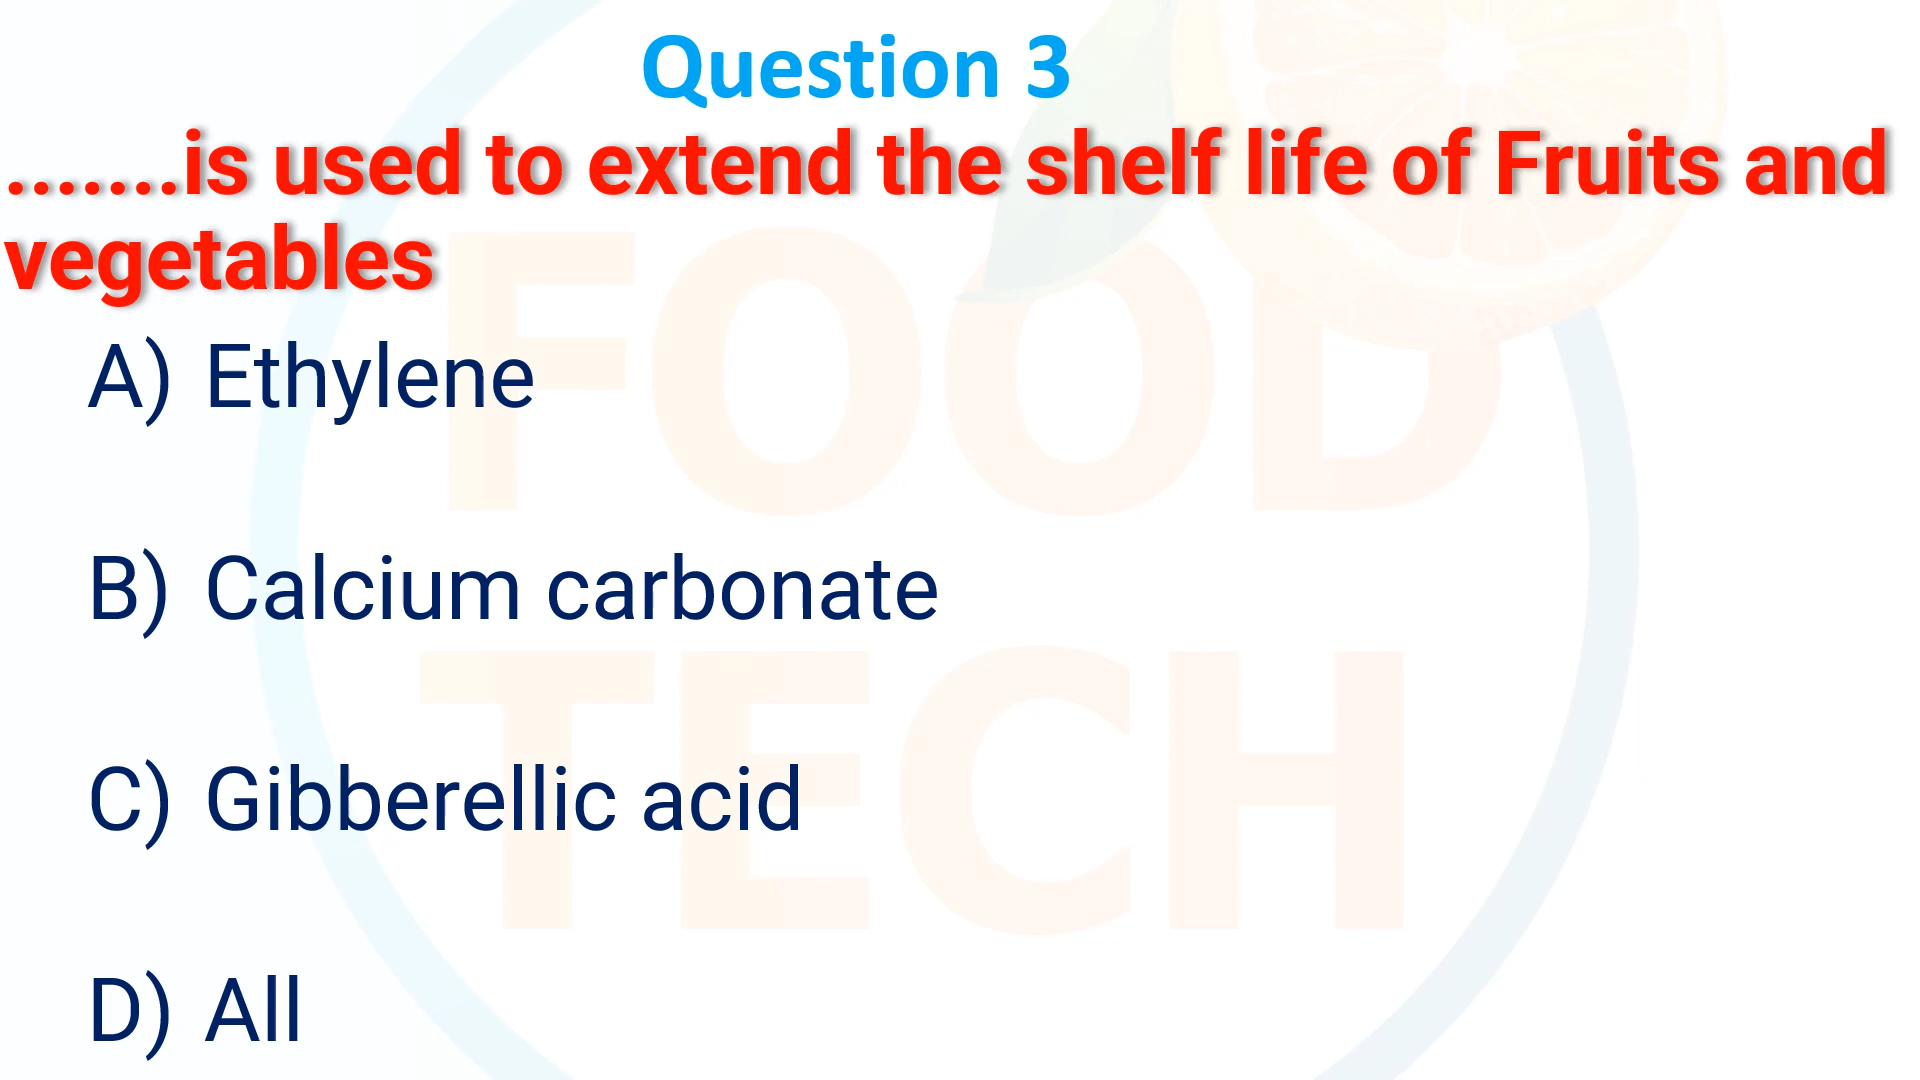 Question 3
.......is used to extend the shelf life of Fruits and
vegetables
A) Ethylene
B) Calcium carbonate
C) Gibberellic acid
D) All
FOOD
TECH